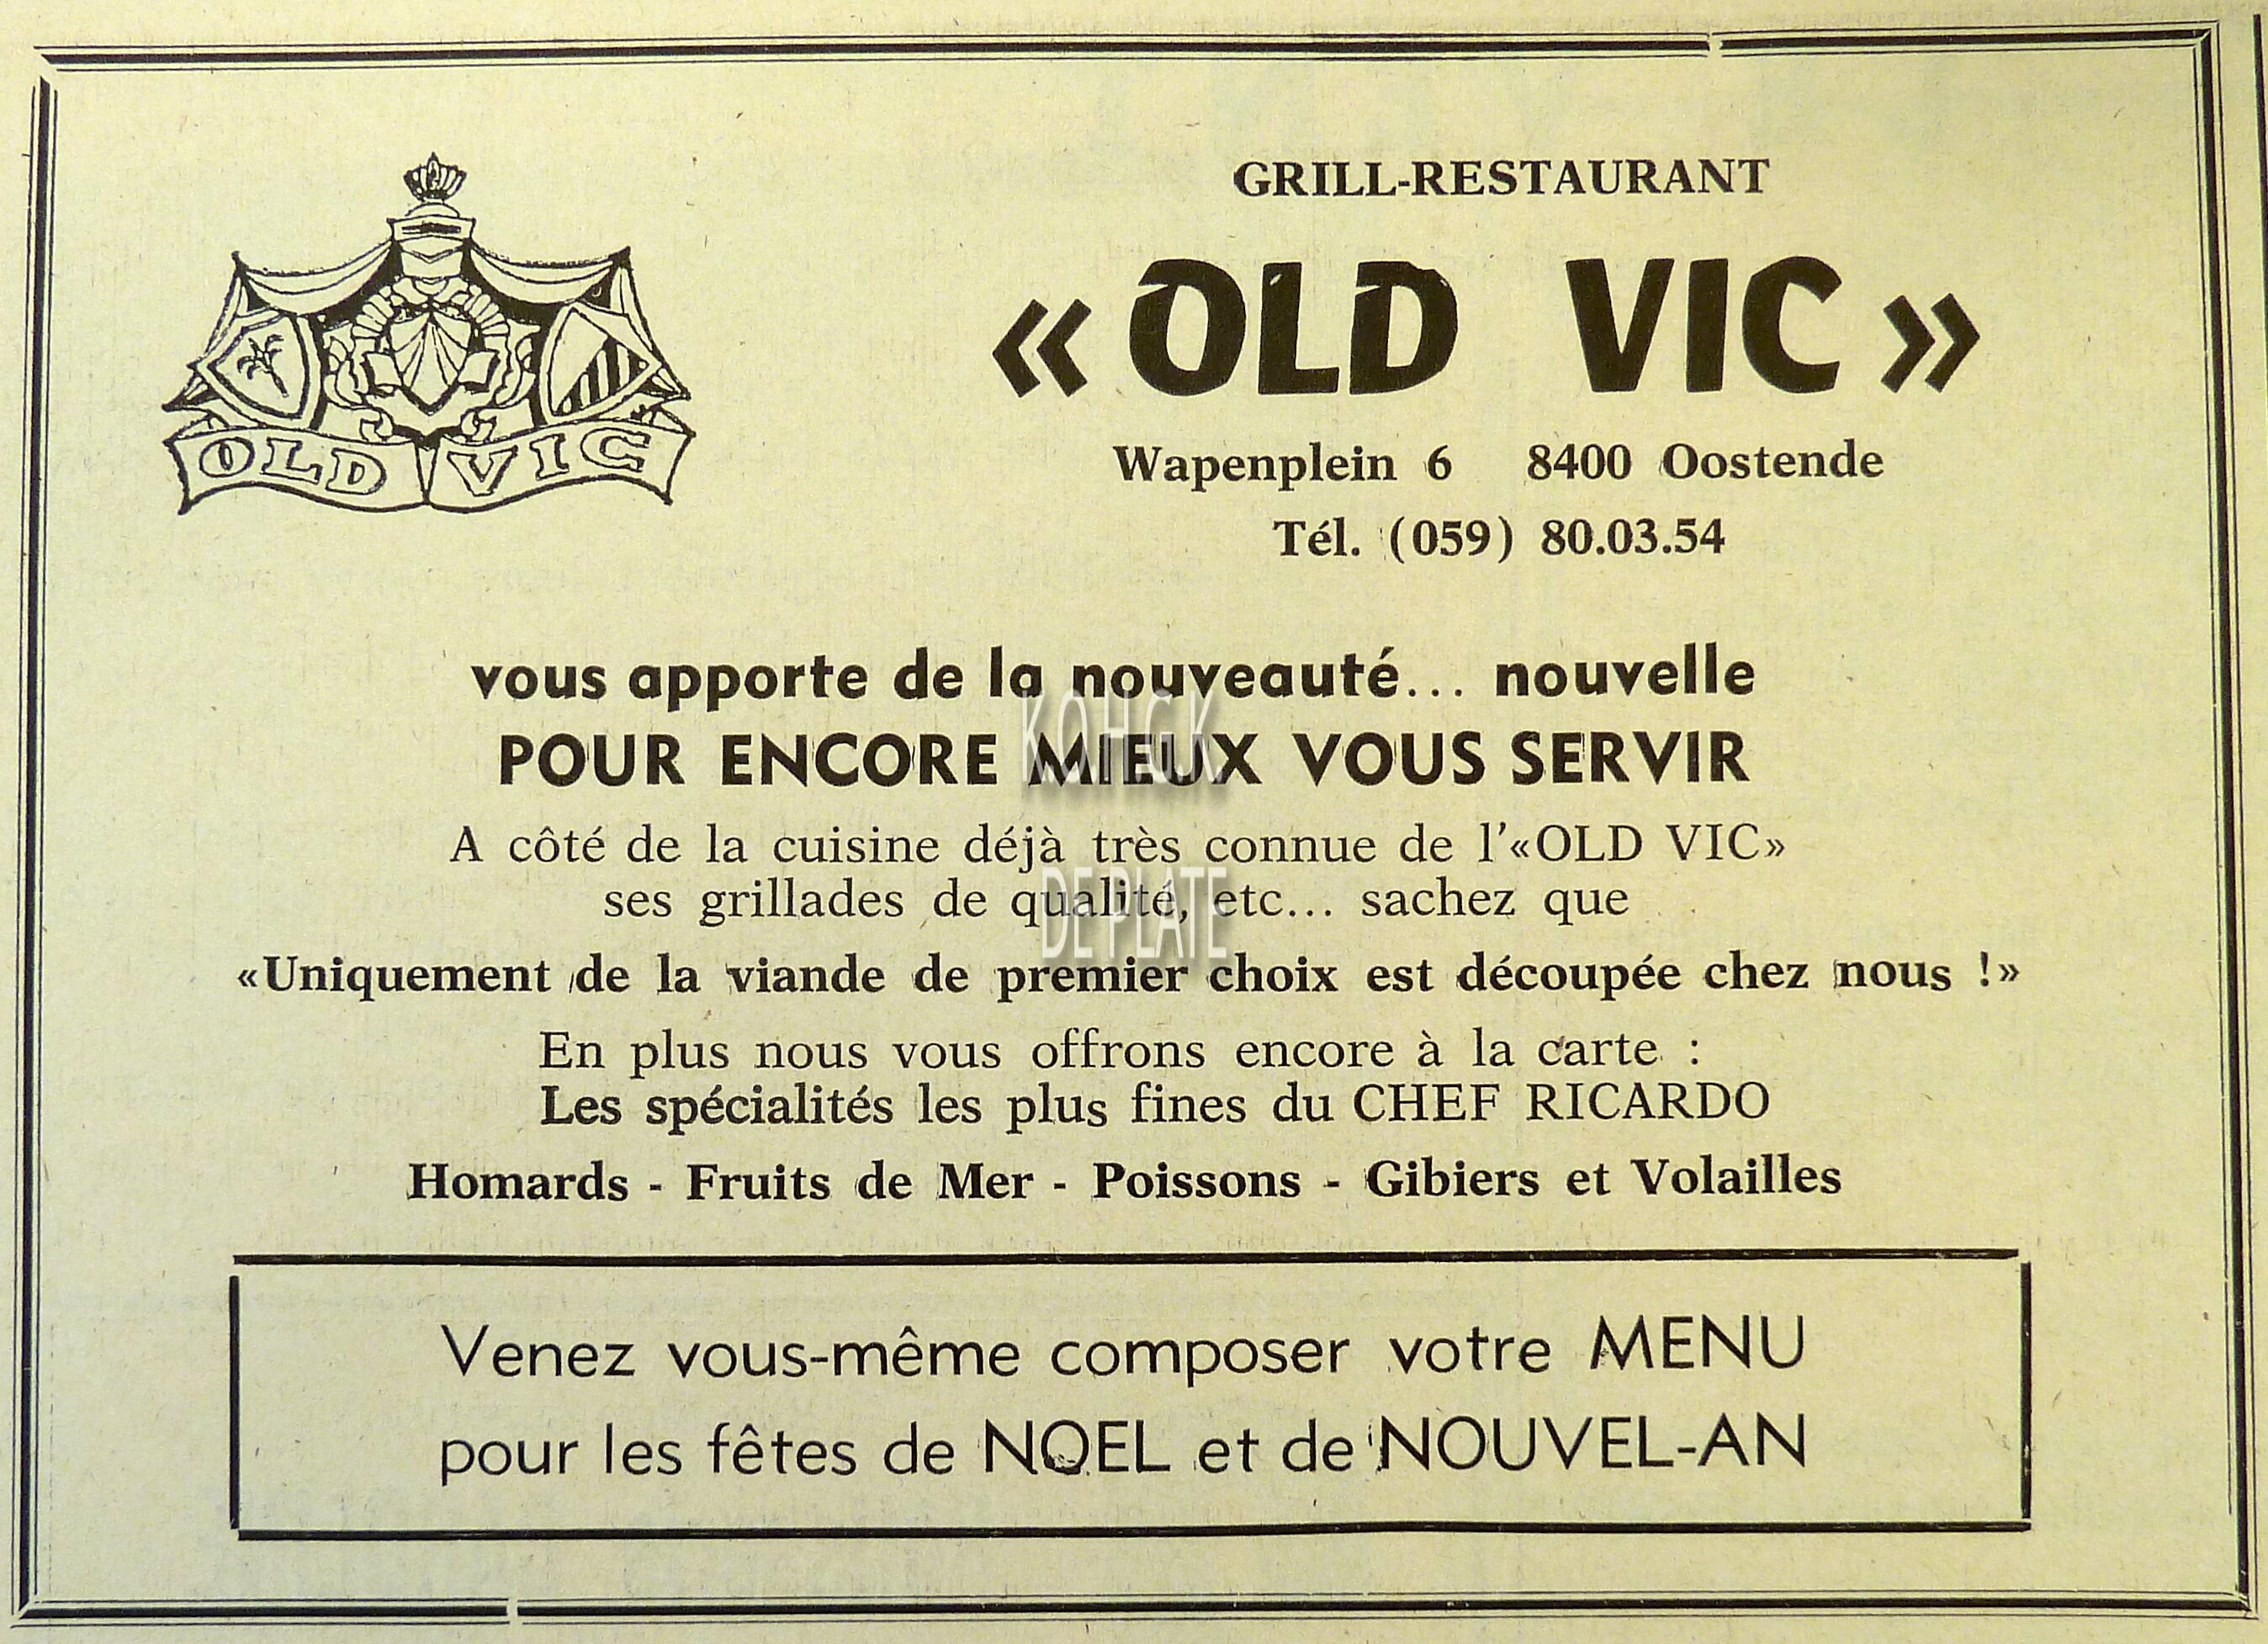 GRILL-RESTAURANT
« OLD VIC »
OLD VIC
Wapenplein 6 8400 Oostende
Tél. (059) 80.03.54
vous apporte de la nouveauté... nouvelle
POUR ENCORE MIEUX VOUS SERVIR
K.O.H.G.K.
A côté de la cuisine déjà très connue de l'«OLD VIC»
ses grillades de qualité, etc... sachez que
DE PLATE
«Uniquement de la viande de premier choix est découpée chez nous !»
En plus nous vous offrons encore à la carte :
Les spécialités les plus fines du CHEF RICARDO
Homards - Fruits de Mer - Poissons - Gibiers et Volailles
Venez vous-même composer votre MENU
pour les fêtes de NOEL et de NOUVEL-AN